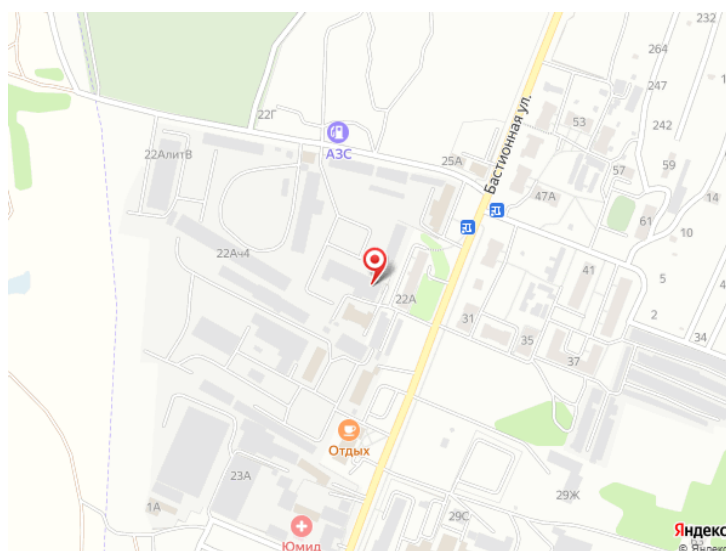 232
264
247
22Г
Бастионная ул.
242
53
АЗС
22АлитВ
25А
57
59
47А
14
61
10
22Ач4
41
5
22А
31
2
35
34
37
Отдых
23А
29Ж
1А
29С
Юмид
Яндекс
© Яндекс